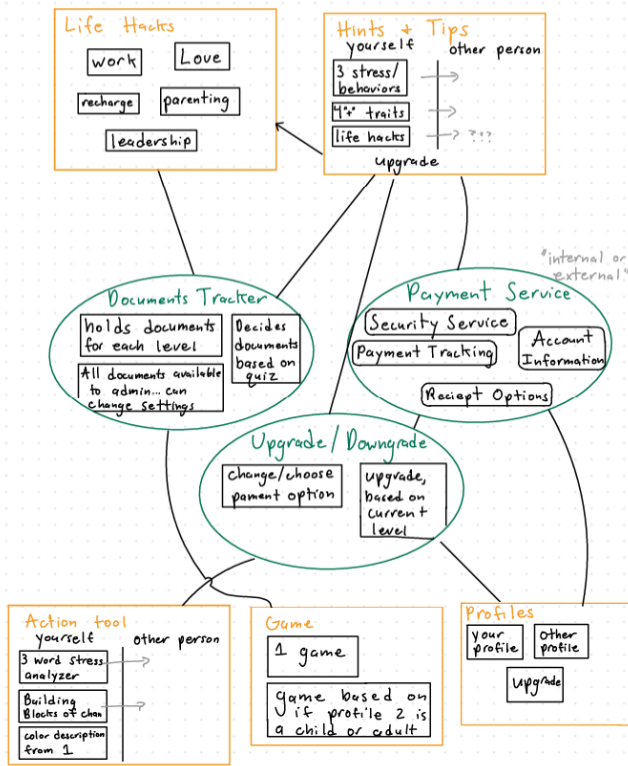 Life Hacks
work
Love
recharge
parenting
leadership
Hints + Tips
yourself
other person
3 stress/
behaviors
4"+" traits
life hacks
???
upgrade
"internal or
external"
Documents Tracker
holds documents
for each level
Decides
documents
based on
quiz
All documents available
to admin... can
change settings
Payment Service
Security Service
Payment Tracking
Account
Information
Reciept Options
Upgrade/Downgrade
change/choose
pament option
upgrade,
based on
current
level
Action tool
yourself
other person
3 word stress
analyzer
Building
Blocks of chan
color description
from 1
Game
1 game
game based on
if profile 2 is
a child or adult
Profiles
your
profile
other
profile
upgrade